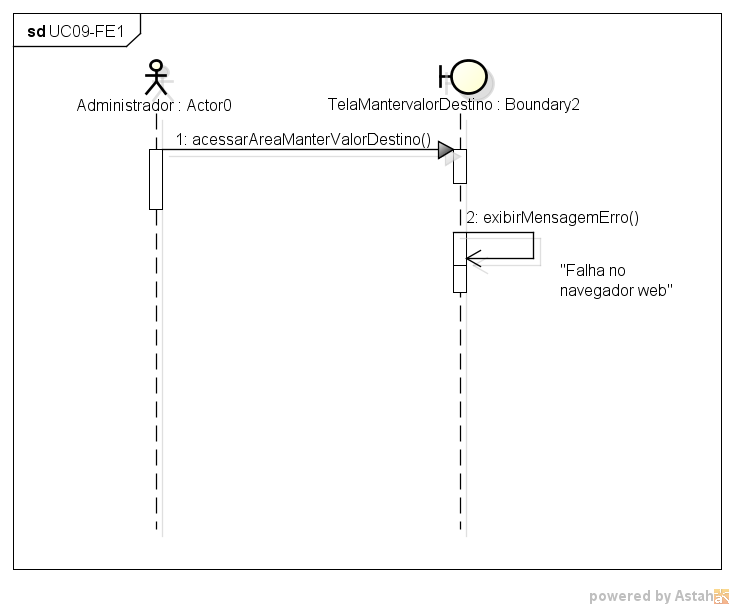 sd UC09-FE1
Administrador : Actor0
TelaMantervalorDestino : Boundary2
1: acessarAreaManterValorDestino()
2: exibirMensagemErro()
"Falha no
navegador web"
powered by Astah